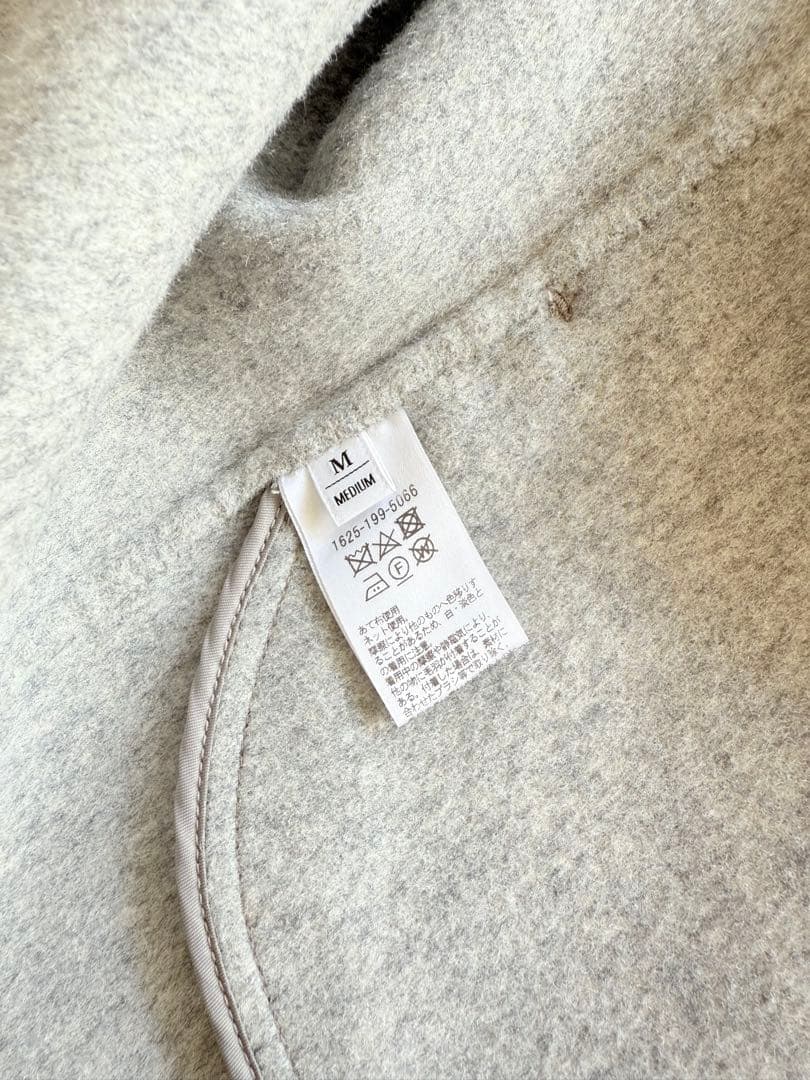 M
MEDIUM
1625-199-5066
F W
あて布使用
ネット使用。
摩擦により他のものへ色移りす
ることがあるため、白・淡色と
の着用に注意。
着用中の摩擦や静電気により、
他の物に毛羽が付着することが
ある。付着した場合は、素材に
合わせたブラシ等で取り除く。